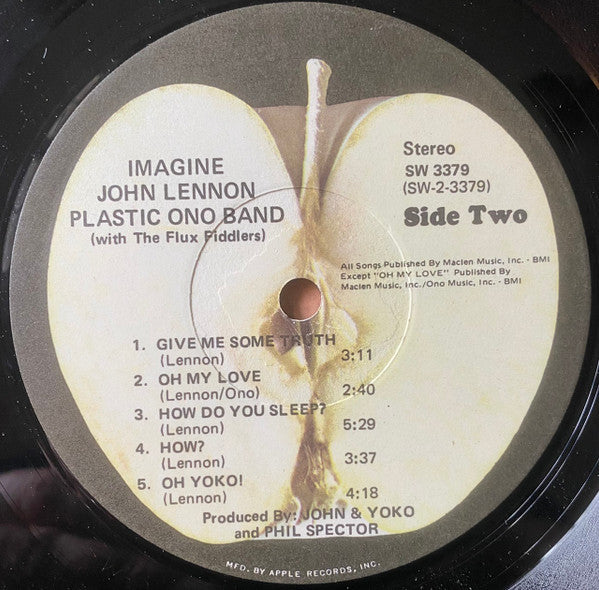 IMAGINE
JOHN LENNON
PLASTIC ONO BAND
(with The Flux Fiddlers)
Stereo
SW 3379
(SW-2-3379)
Side Two
All Songs Published By Maclen Music, Inc. - BMI
Except "OH MY LOVE" Published By
Maclen Music, Inc./Ono Music, Inc. - BMI
1. GIVE ME SOME TRUTH
(Lennon) 3:11
2. OH MY LOVE
(Lennon/Ono) 2:40
3. HOW DO YOU SLEEP?
(Lennon) 5:29
4. HOW?
(Lennon) 3:37
5. OH YOKO!
(Lennon) 4:18
Produced By: JOHN & YOKO
and PHIL SPECTOR
MFD. BY APPLE RECORDS, INC.